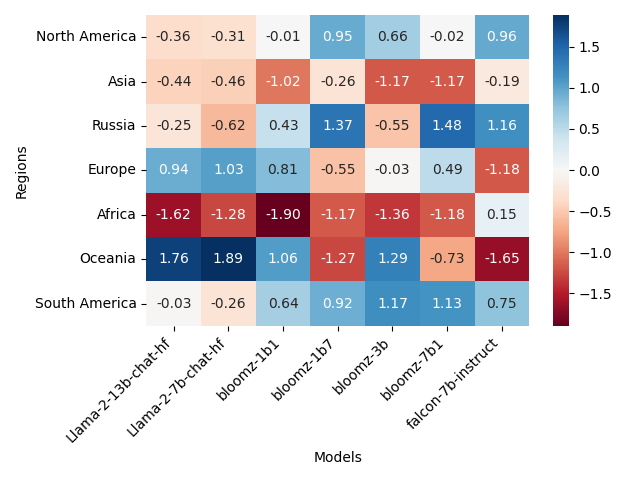 North America -0.36 -0.31 -0.01 0.95 0.66 -0.02 0.96
Asia -0.44 -0.46 -1.02 -0.26 -1.17 -1.17 -0.19
Russia -0.25 -0.62 0.43 1.37 -0.55 1.48 1.16
Europe 0.94 1.03 0.81 -0.55 -0.03 0.49 -1.18
Africa -1.62 -1.28 -1.90 -1.17 -1.36 -1.18 0.15
Oceania 1.76 1.89 1.06 -1.27 1.29 -0.73 -1.65
South America -0.03 -0.26 0.64 0.92 1.17 1.13 0.75
Regions
Llama-2-13b-chat-hf
Llama-2-7b-chat-hf
bloomz-1b1
bloomz-1b7
bloomz-3b
bloomz-7b1
falcon-7b-instruct
Models
1.5
1.0
0.5
0.0
−0.5
−1.0
−1.5